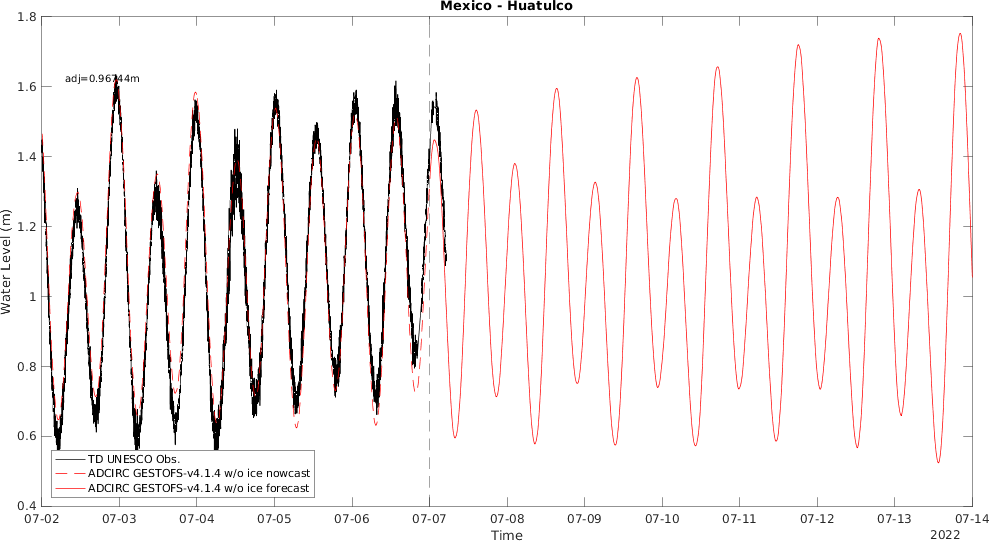 Mexico - Huatulco
1.8
1.6
1.4
1.2
1
0.8
0.6
0.4
Water Level (m)
adj=0.96744m
TD UNESCO Obs.
ADCIRC GESTOFS-v4.1.4 w/o ice nowcast
ADCIRC GESTOFS-v4.1.4 w/o ice forecast
07-02 07-03 07-04 07-05 07-06 07-07 07-08 07-09 07-10 07-11 07-12 07-13 07-14
Time
2022